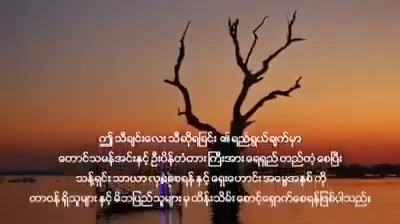 ဤ သီချင်းလေး သီဆိုရခြင်း ၏ ရည်ရွယ်ချက်မှာ
တောင်သမန်အင်းနှင့် ဦးပိန်တံတား ကြီးအား ရေရှည် တည်တံ့ စေပြီး
သန့်ရှင်း သာယာ လှပစေရန် နှင့် ရှေးဟောင်း အမွေအနှစ် ကို
တာဝန် ရှိသူများ နှင့် မိဘပြည်သူများ မှ ထိန်းသိမ်း စောင့်ရှောက် စေရန်ဖြစ်ပါသည်။